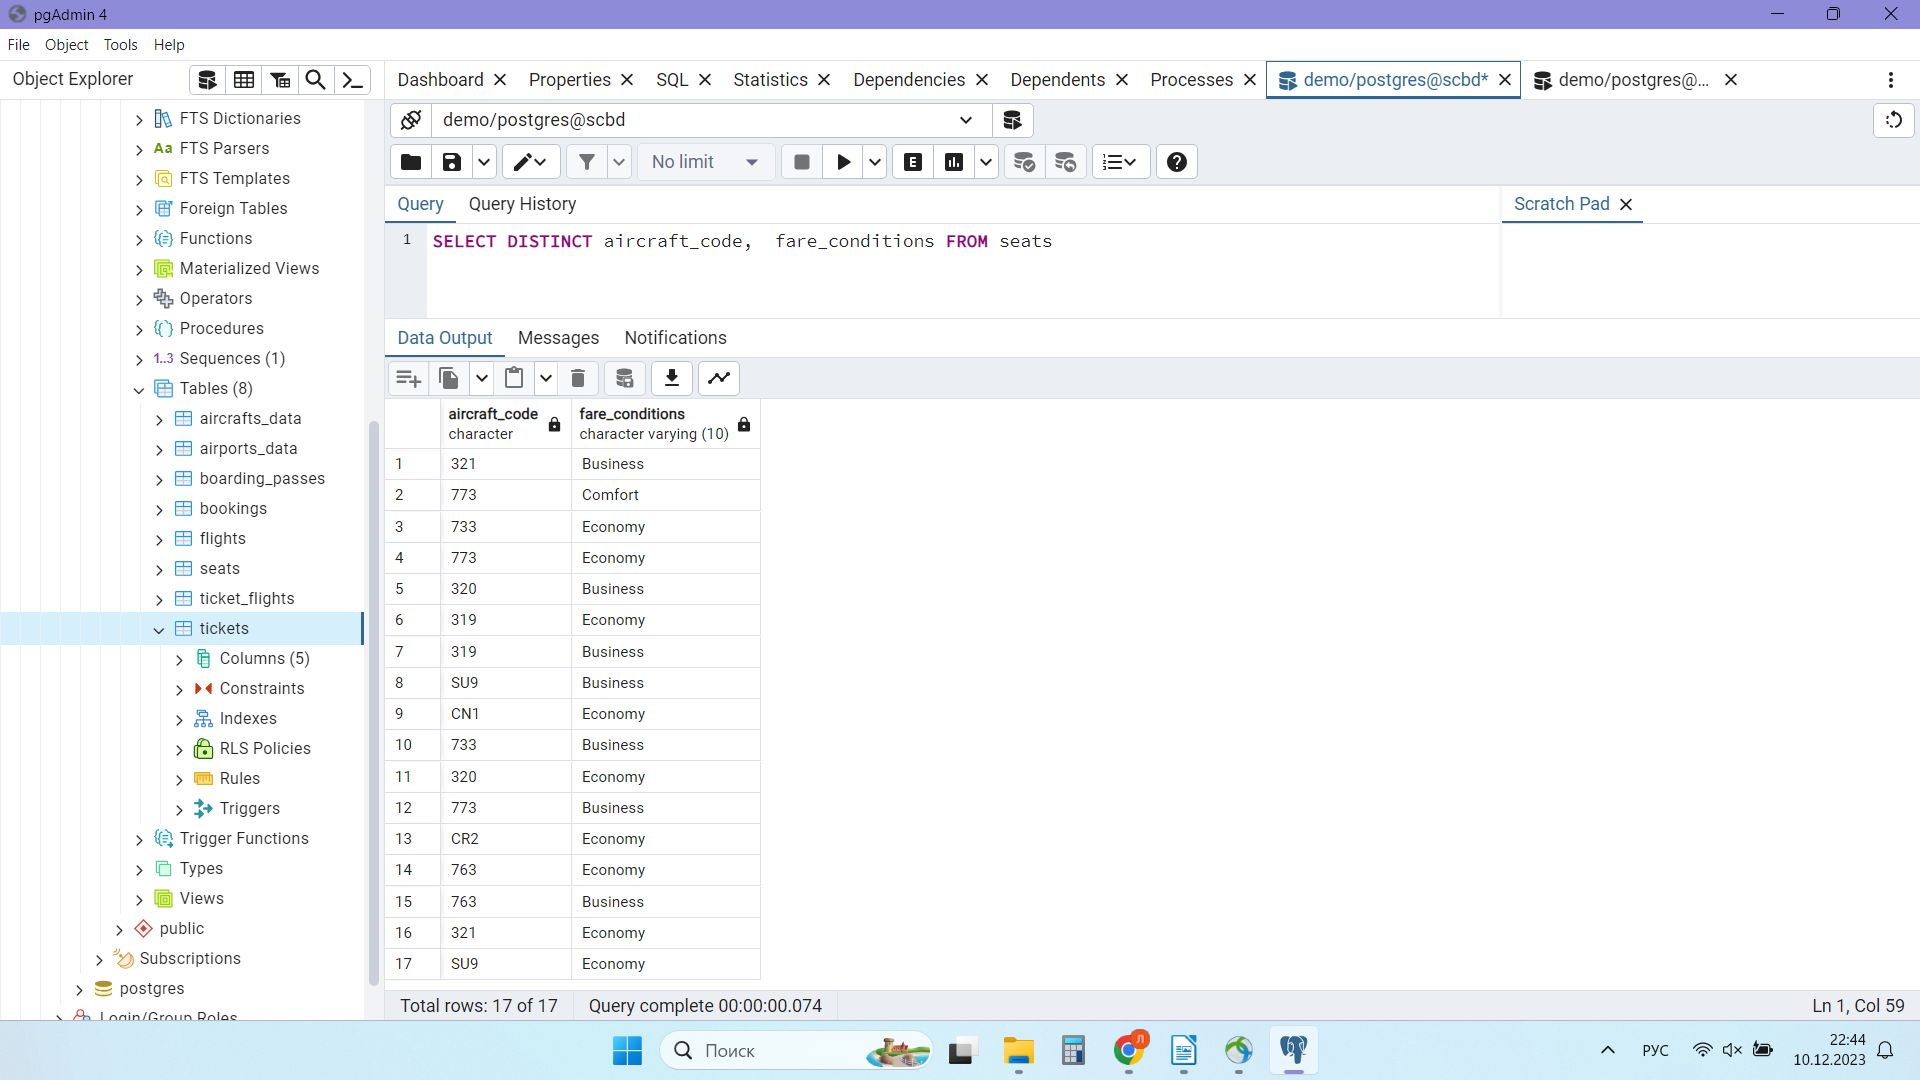 pgAdmin 4
File Object Tools Help
Object Explorer
Dashboard Properties SQL Statistics Dependencies Dependents Processes demo/postgres@scbd* demo/postgres@...
FTS Dictionaries
Aa FTS Parsers
FTS Templates
Foreign Tables
Functions
Materialized Views
Operators
Procedures
1..3 Sequences (1)
Tables (8)
aircrafts_data
airports_data
boarding_passes
bookings
flights
seats
ticket_flights
tickets
Columns (5)
Constraints
Indexes
RLS Policies
Rules
Triggers
Trigger Functions
Types
Views
public
Subscriptions
postgres
Login/Group Roles
demo/postgres@scbd
No limit
E
Query Query History
Scratch Pad
1 SELECT DISTINCT aircraft_code, fare_conditions FROM seats
Data Output Messages Notifications
aircraft_code fare_conditions
character character varying (10)
1 321 Business
2 773 Comfort
3 733 Economy
4 773 Economy
5 320 Business
6 319 Economy
7 319 Business
8 SU9 Business
9 CN1 Economy
10 733 Business
11 320 Economy
12 773 Business
13 CR2 Economy
14 763 Economy
15 763 Business
16 321 Economy
17 SU9 Economy
Total rows: 17 of 17 Query complete 00:00:00.074 Ln 1, Col 59
Поиск
Л
РУС
22:44
10.12.2023